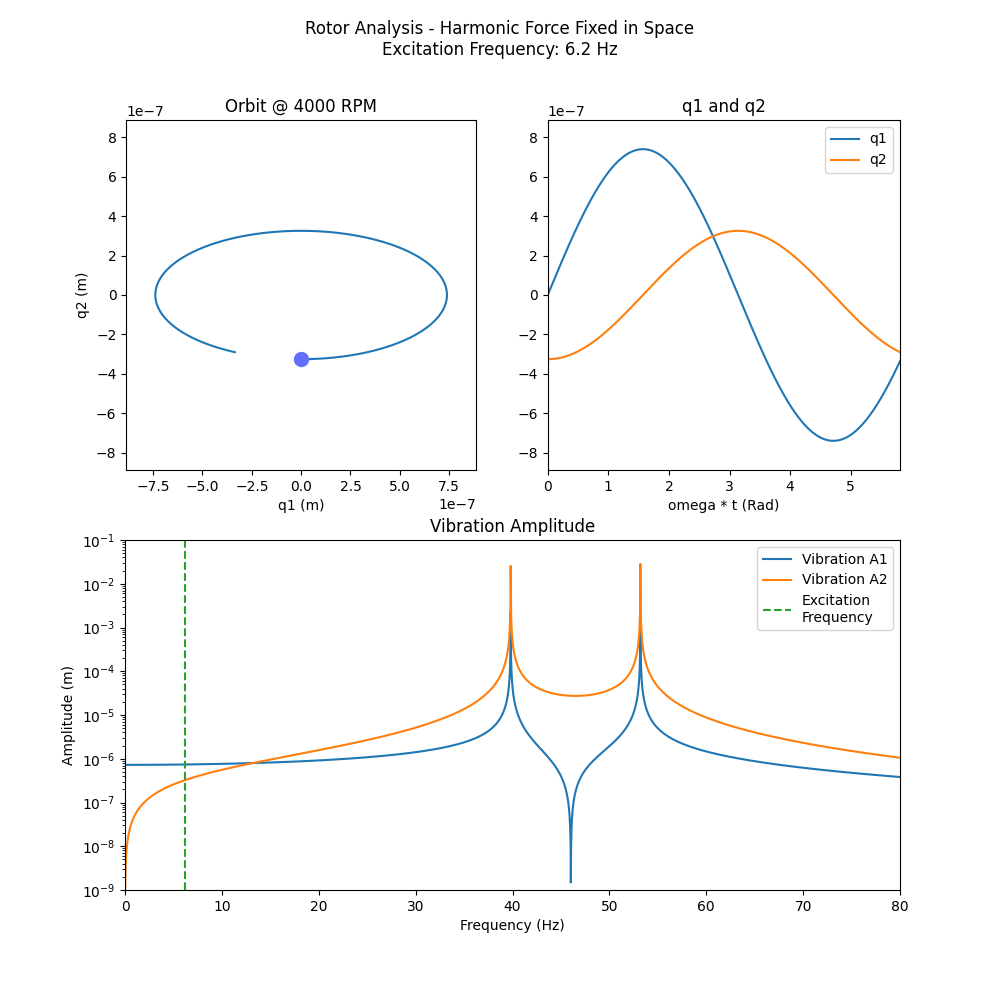 Rotor Analysis - Harmonic Force Fixed in Space
Excitation Frequency: 6.2 Hz
Orbit @ 4000 RPM
1e−7
8
6
4
2
0
−2
−4
−6
−8
q2 (m)
−7.5 −5.0 −2.5 0.0 2.5 5.0 7.5
1e−7
q1 (m)
q1 and q2
1e−7
8
6
4
2
0
−2
−4
−6
−8
q1
q2
0 1 2 3 4 5
omega * t (Rad)
Vibration Amplitude
10⁻¹
10⁻²
10⁻³
10⁻⁴
10⁻⁵
10⁻⁶
10⁻⁷
10⁻⁸
10⁻⁹
Amplitude (m)
Vibration A1
Vibration A2
Excitation
Frequency
0 10 20 30 40 50 60 70 80
Frequency (Hz)